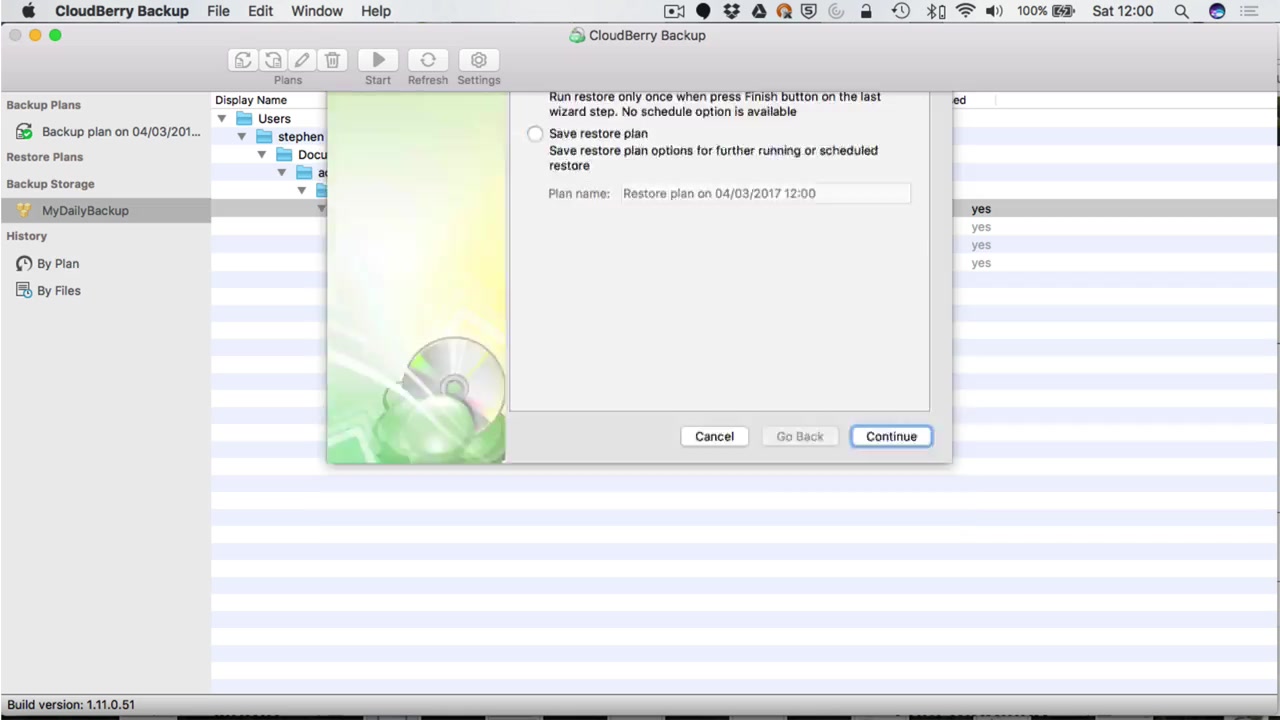 CloudBerry Backup File Edit Window Help 100% Sat 12:00
CloudBerry Backup
Plans Start Refresh Settings
Backup Plans
Backup plan on 04/03/201...
Restore Plans
Backup Storage
MyDailyBackup
History
By Plan
By Files
Display Name
Users
stephen
Docu
ac
ed
yes
yes
yes
yes
Run restore only once when press Finish button on the last
wizard step. No schedule option is available
Save restore plan
Save restore plan options for further running or scheduled
restore
Plan name: Restore plan on 04/03/2017 12:00
Cancel Go Back Continue
Build version: 1.11.0.51